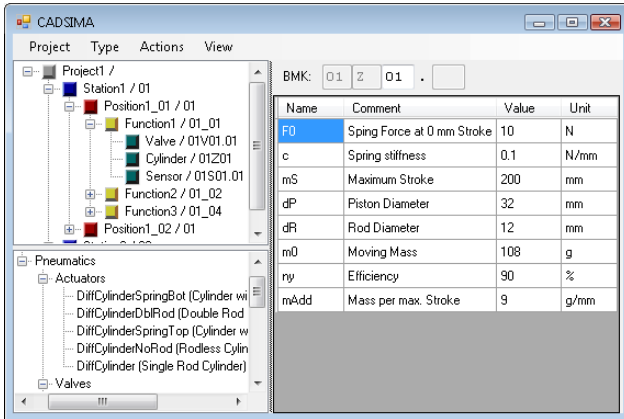 CADSIMA
Project Type Actions View
Project1 /
Station1 / 01
Position1_01 / 01
Function1 / 01_01
Valve / 01V01.01
Cylinder / 01Z01
Sensor / 01S01.01
Function2 / 01_02
Function3 / 01_04
Position1_02 / 01
Pneumatics
Actuators
DiffCylinderSpringBot (Cylinder wi
DiffCylinderDblRod (Double Rod
DiffCylinderSpringTop (Cylinder w
DiffCylinderNoRod (Rodless Cylin
DiffCylinder (Single Rod Cylinder)
Valves
BMK: 01 Z 01 .
Name Comment Value Unit
F0 Sping Force at 0 mm Stroke 10 N
c Spring stiffness 0.1 N/mm
mS Maximum Stroke 200 mm
dP Piston Diameter 32 mm
dR Rod Diameter 12 mm
m0 Moving Mass 108 g
ny Efficiency 90 %
mAdd Mass per max. Stroke 9 g/mm